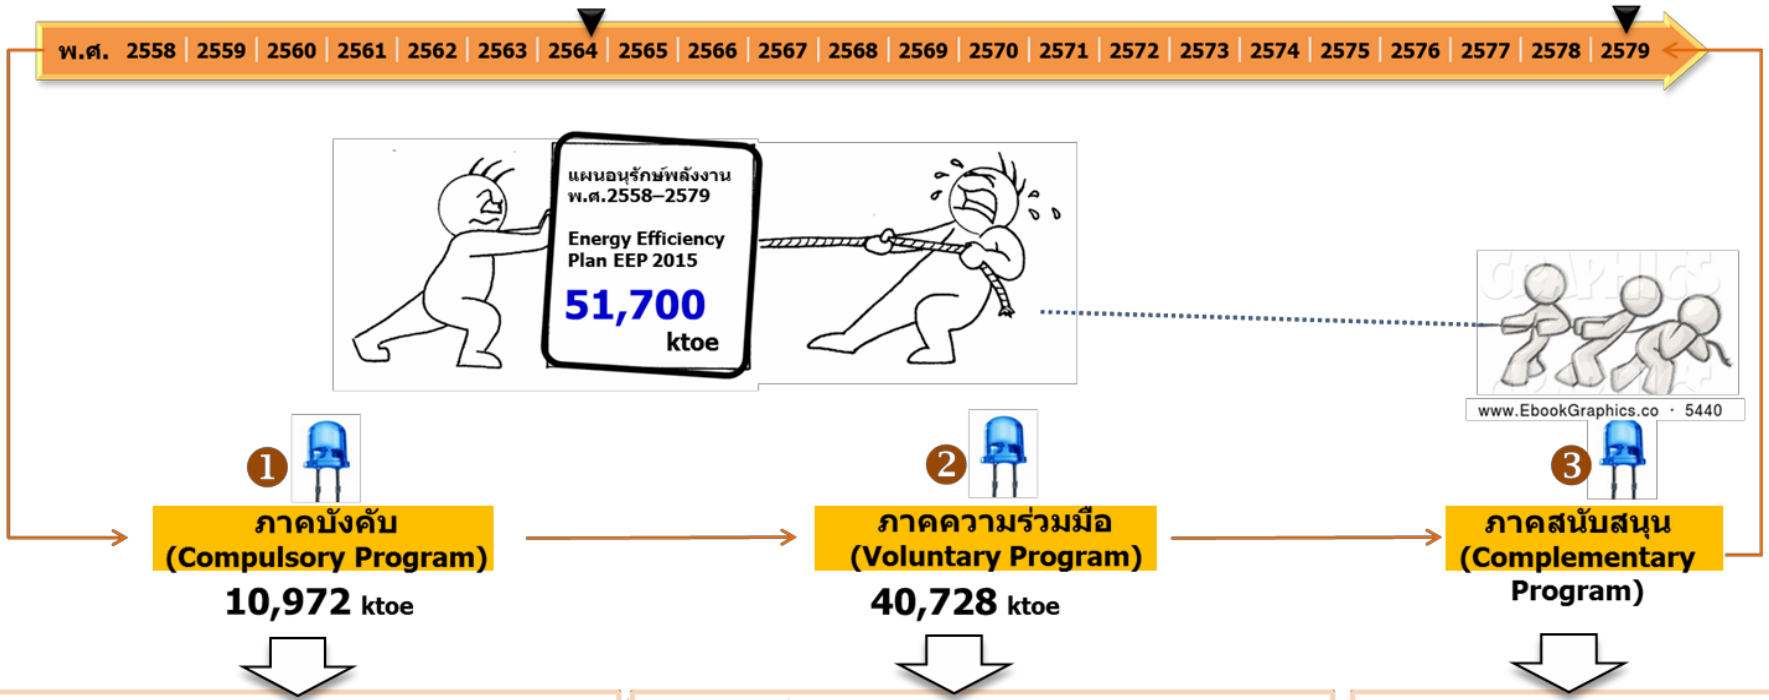 พ.ศ. 2558 2559 2560 2561 2562 2563 2564 2565 2566 2567 2568 2569 2570 2571 2572 2573 2574 2575 2576 2577 2578 2579
แผนอนุรักษ์พลังงาน
พ.ศ.2558–2579
Energy Efficiency
Plan EEP 2015
51,700
ktoe
GRAPHICS
www.EbookGraphics.co · 5440
1
ภาคบังคับ
(Compulsory Program)
10,972 ktoe
2
ภาคความร่วมมือ
(Voluntary Program)
40,728 ktoe
3
ภาคสนับสนุน
(Complementary
Program)